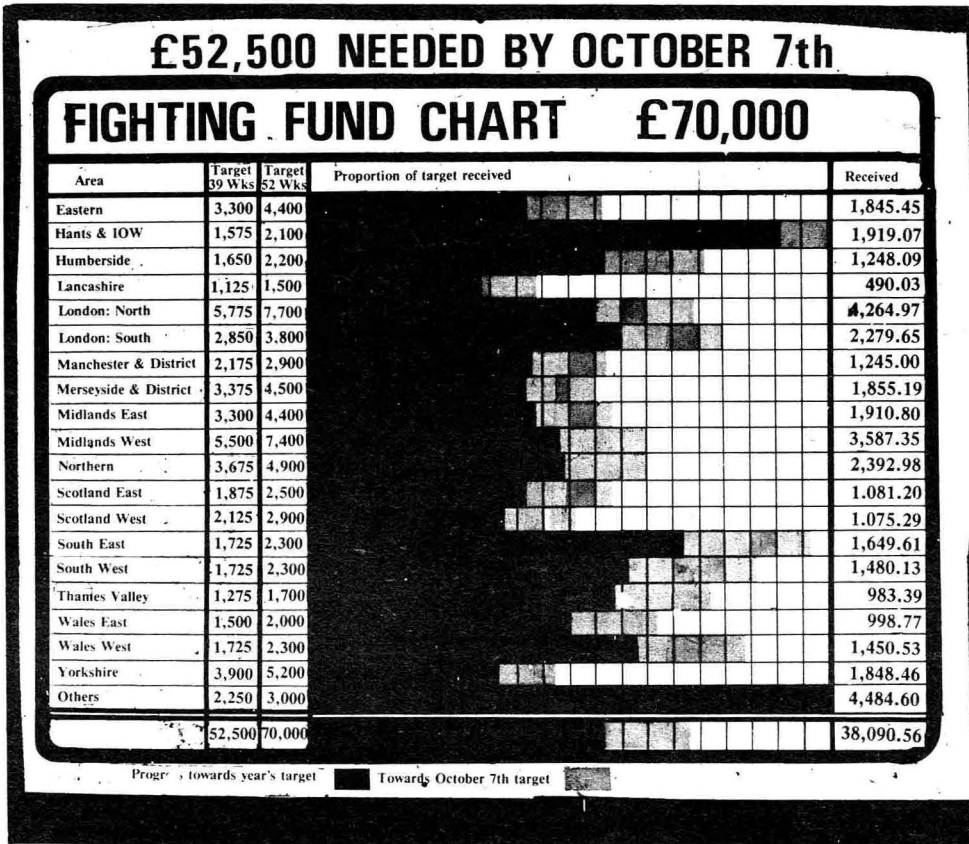 £52,500 NEEDED BY OCTOBER 7th
FIGHTING FUND CHART £70,000
Area Target 39 Wks Target 52 Wks Proportion of target received Received
Eastern 3,300 4,400 1,845.45
Hants & IOW 1,575 2,100 1,919.07
Humberside 1,650 2,200 1,248.09
Lancashire 1,125 1,500 490.03
London: North 5,775 7,700 4,264.97
London: South 2,850 3.800 2,279.65
Manchester & District 2,175 2,900 1,245.00
Merseyside & District 3,375 4,500 1,855.19
Midlands East 3,300 4,400 1,910.80
Midlands West 5,500 7,400 3,587.35
Northern 3,675 4,900 2,392.98
Scotland East 1,875 2,500 1.081.20
Scotland West 2,125 2,900 1.075.29
South East 1,725 2,300 1,649.61
South West 1,725 2,300 1,480.13
Thames Valley 1,275 1,700 983.39
Wales East 1,500 2,000 998.77
Wales West 1,725 2,300 1,450.53
Yorkshire 3,900 5,200 1,848.46
Others 2,250 3,000 4,484.60
52,500 70,000 38,090.56
towards year's target Towards October 7th target